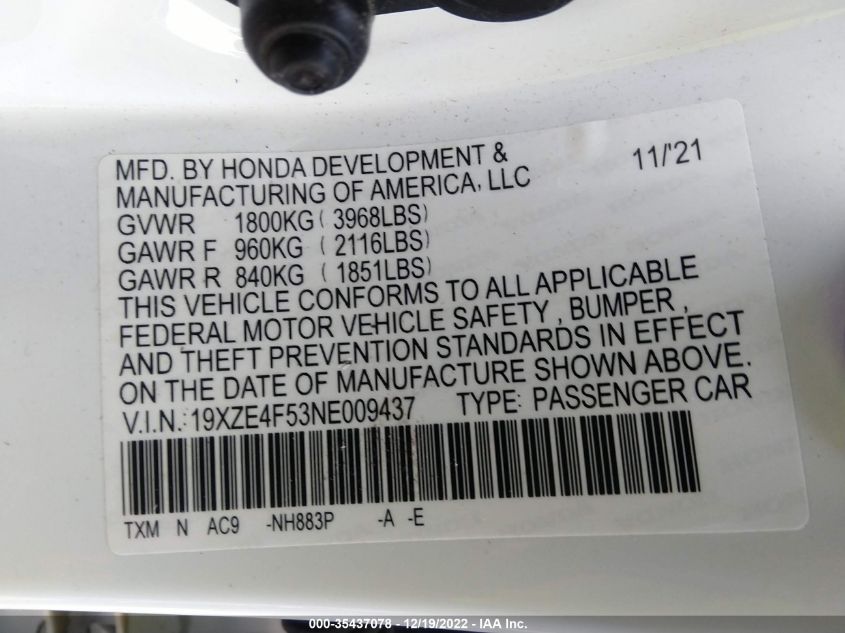 MFD. BY HONDA DEVELOPMENT & 11/'21
MANUFACTURING OF AMERICA, LLC
GVWR 1800KG ( 3968LBS)
GAWR F 960KG ( 2116LBS)
GAWR R 840KG ( 1851LBS)
THIS VEHICLE CONFORMS TO ALL APPLICABLE
FEDERAL MOTOR VEHICLE SAFETY , BUMPER ,
AND THEFT PREVENTION STANDARDS IN EFFECT
ON THE DATE OF MANUFACTURE SHOWN ABOVE.
V.I.N.: 19XZE4F53NE009437 TYPE: PASSENGER CAR
TXM N AC9 -NH883P -A -E
000-35437078 - 12/19/2022 - IAA Inc.